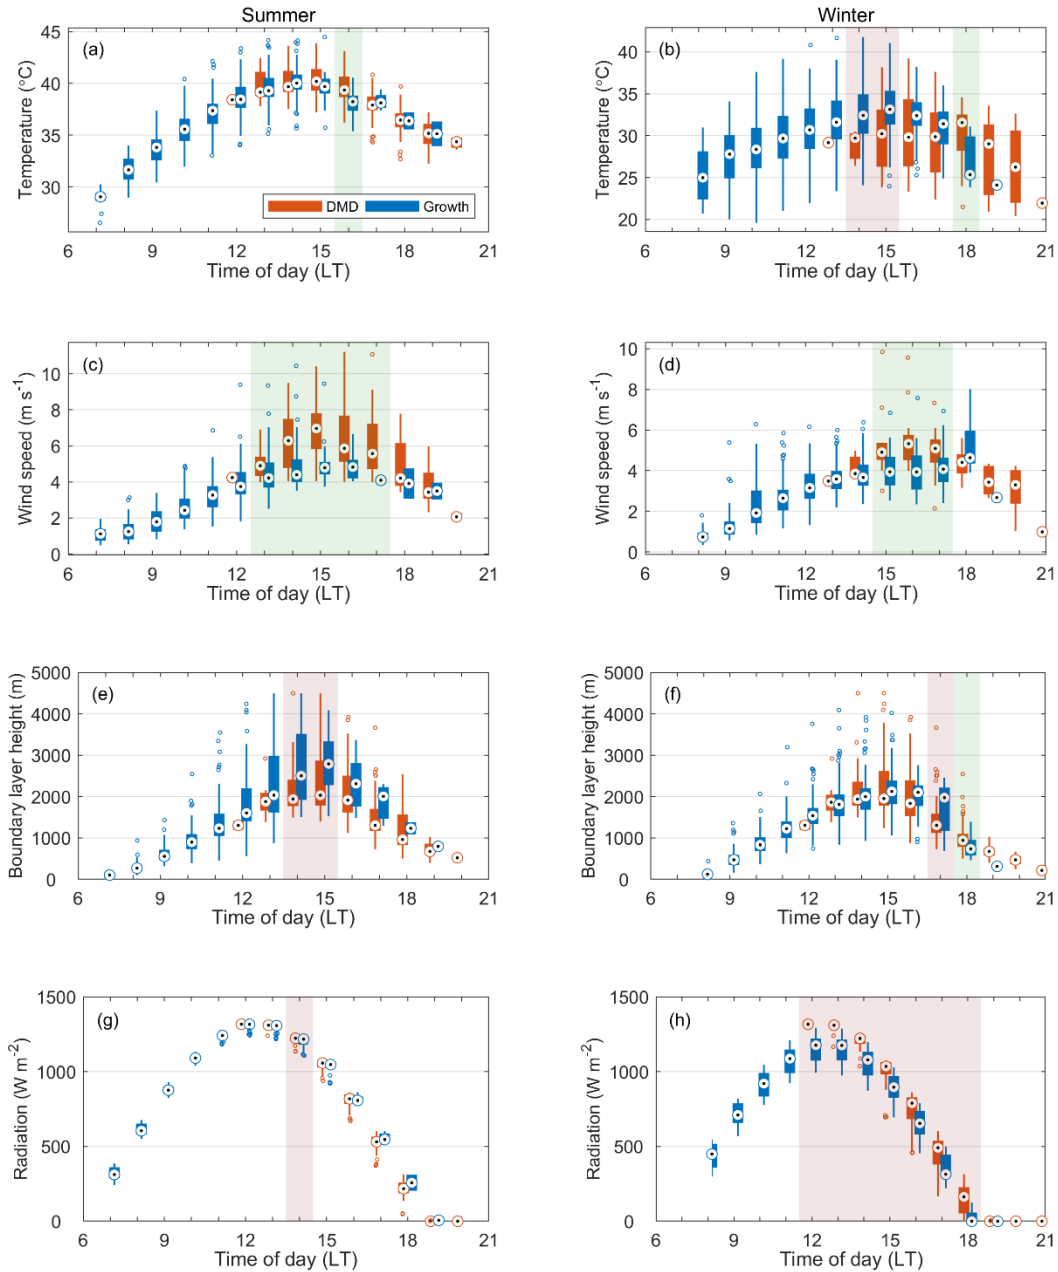 Summer
Winter
(a)
45
40
35
30
Temperature (°C)
DMD
Growth
6 9 12 15 18 21
Time of day (LT)
(b)
40
35
30
25
20
Temperature (°C)
6 9 12 15 18 21
Time of day (LT)
(c)
10
8
6
4
2
0
Wind speed (m s⁻¹)
6 9 12 15 18 21
Time of day (LT)
(d)
10
8
6
4
2
0
Wind speed (m s⁻¹)
6 9 12 15 18 21
Time of day (LT)
(e)
5000
4000
3000
2000
1000
0
Boundary layer height (m)
6 9 12 15 18 21
Time of day (LT)
(f)
5000
4000
3000
2000
1000
0
Boundary layer height (m)
6 9 12 15 18 21
Time of day (LT)
(g)
1500
1000
500
0
Radiation (W m⁻²)
6 9 12 15 18 21
Time of day (LT)
(h)
1500
1000
500
0
Radiation (W m⁻²)
6 9 12 15 18 21
Time of day (LT)